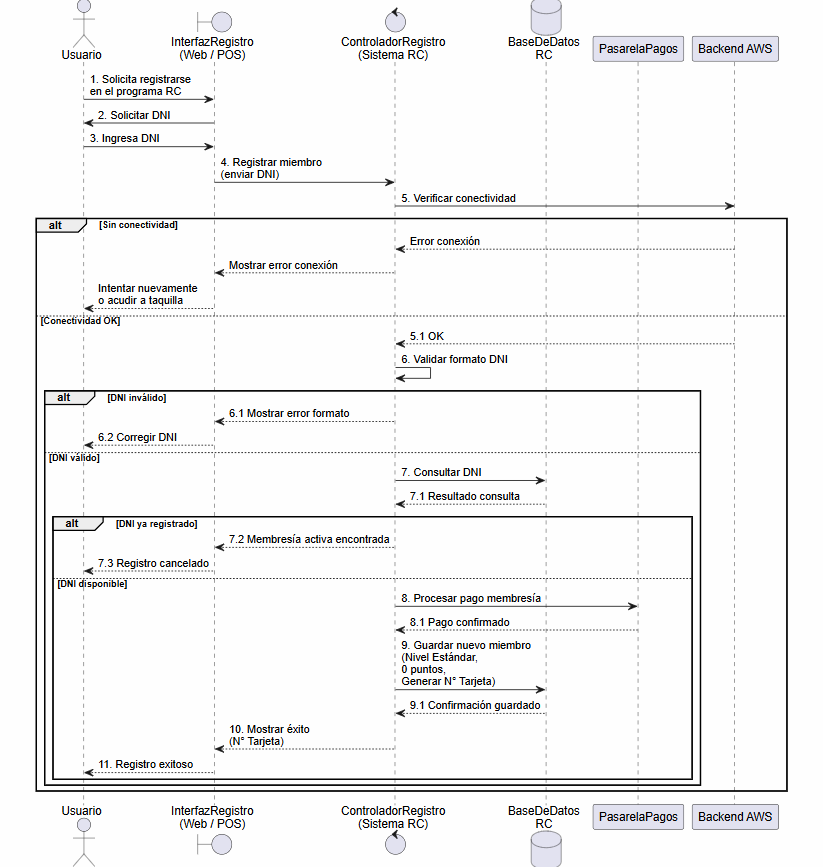 Usuario
InterfazRegistro
(Web / POS)
ControladorRegistro
(Sistema RC)
BaseDeDatos
RC
PasarelaPagos
Backend AWS
1. Solicita registrarse
en el programa RC
2. Solicitar DNI
3. Ingresa DNI
4. Registrar miembro
(enviar DNI)
5. Verificar conectividad
alt
[Sin conectividad]
Error conexión
Mostrar error conexión
Intentar nuevamente
o acudir a taquilla
[Conectividad OK]
5.1 OK
6. Validar formato DNI
alt
[DNI inválido]
6.1 Mostrar error formato
6.2 Corregir DNI
[DNI válido]
7. Consultar DNI
7.1 Resultado consulta
alt
[DNI ya registrado]
7.2 Membresía activa encontrada
7.3 Registro cancelado
[DNI disponible]
8. Procesar pago membresía
8.1 Pago confirmado
9. Guardar nuevo miembro
(Nivel Estándar,
0 puntos,
Generar N° Tarjeta)
9.1 Confirmación guardado
10. Mostrar éxito
(N° Tarjeta)
11. Registro exitoso
Usuario
InterfazRegistro
(Web / POS)
ControladorRegistro
(Sistema RC)
BaseDeDatos
RC
PasarelaPagos
Backend AWS